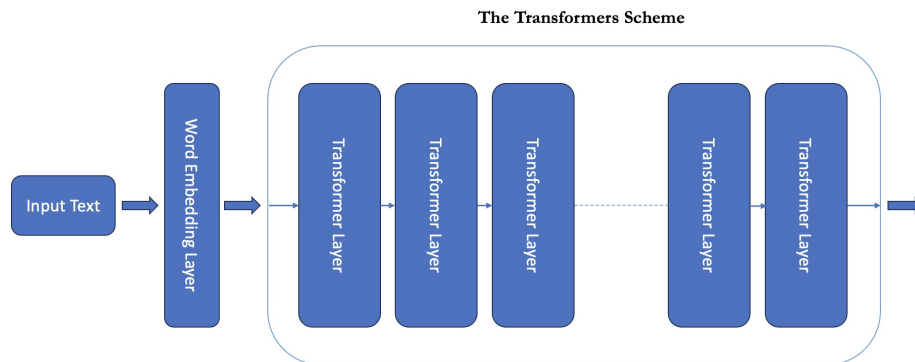 The Transformers Scheme
Input Text
Word Embedding Layer
Transformer Layer
Transformer Layer
Transformer Layer
Transformer Layer
Transformer Layer